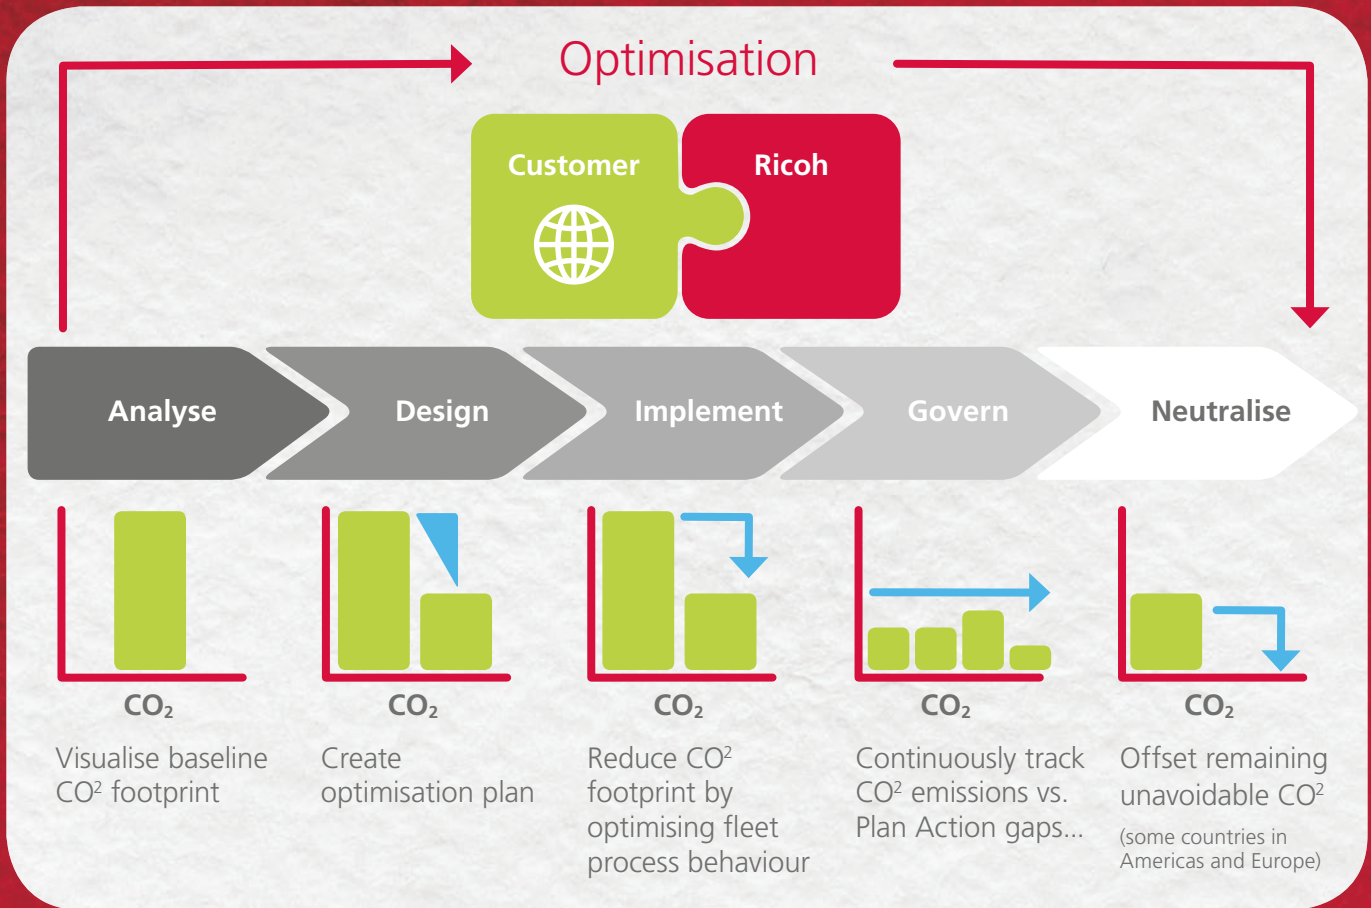 Optimisation
Customer
Ricoh
Analyse
Design
Implement
Govern
Neutralise
CO₂
CO₂
CO₂
CO₂
CO₂
Visualise baseline
CO² footprint
Create
optimisation plan
Reduce CO²
footprint by
optimising fleet
process behaviour
Continuously track
CO² emissions vs.
Plan Action gaps...
Offset remaining
unavoidable CO²
(some countries in
Americas and Europe)